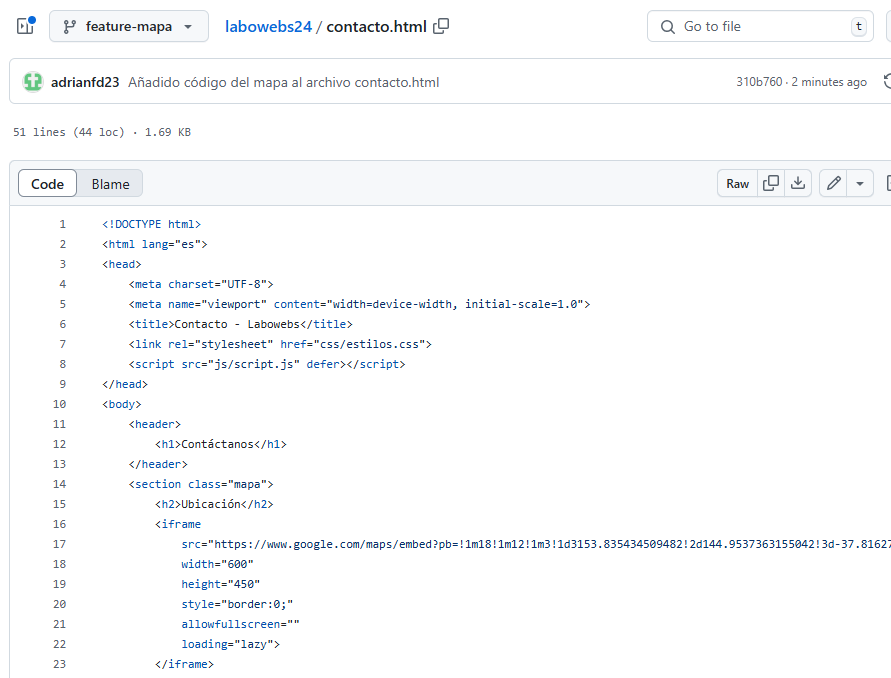 feature-mapa
labowebs24 / contacto.html
Go to file
t
adrianfd23 Añadido código del mapa al archivo contacto.html
310b760 · 2 minutes ago
51 lines (44 loc) · 1.69 KB
Code
Blame
Raw
1 <!DOCTYPE html>
2 <html lang="es">
3 <head>
4 <meta charset="UTF-8">
5 <meta name="viewport" content="width=device-width, initial-scale=1.0">
6 <title>Contacto - Labowebs</title>
7 <link rel="stylesheet" href="css/estilos.css">
8 <script src="js/script.js" defer></script>
9 </head>
10 <body>
11 <header>
12 <h1>Contáctanos</h1>
13 </header>
14 <section class="mapa">
15 <h2>Ubicación</h2>
16 <iframe
17 src="https://www.google.com/maps/embed?pb=!1m18!1m12!1m3!1d3153.835434509482!2d144.9537363155042!3d-37.81627
18 width="600"
19 height="450"
20 style="border:0;"
21 allowfullscreen=""
22 loading="lazy">
23 </iframe>